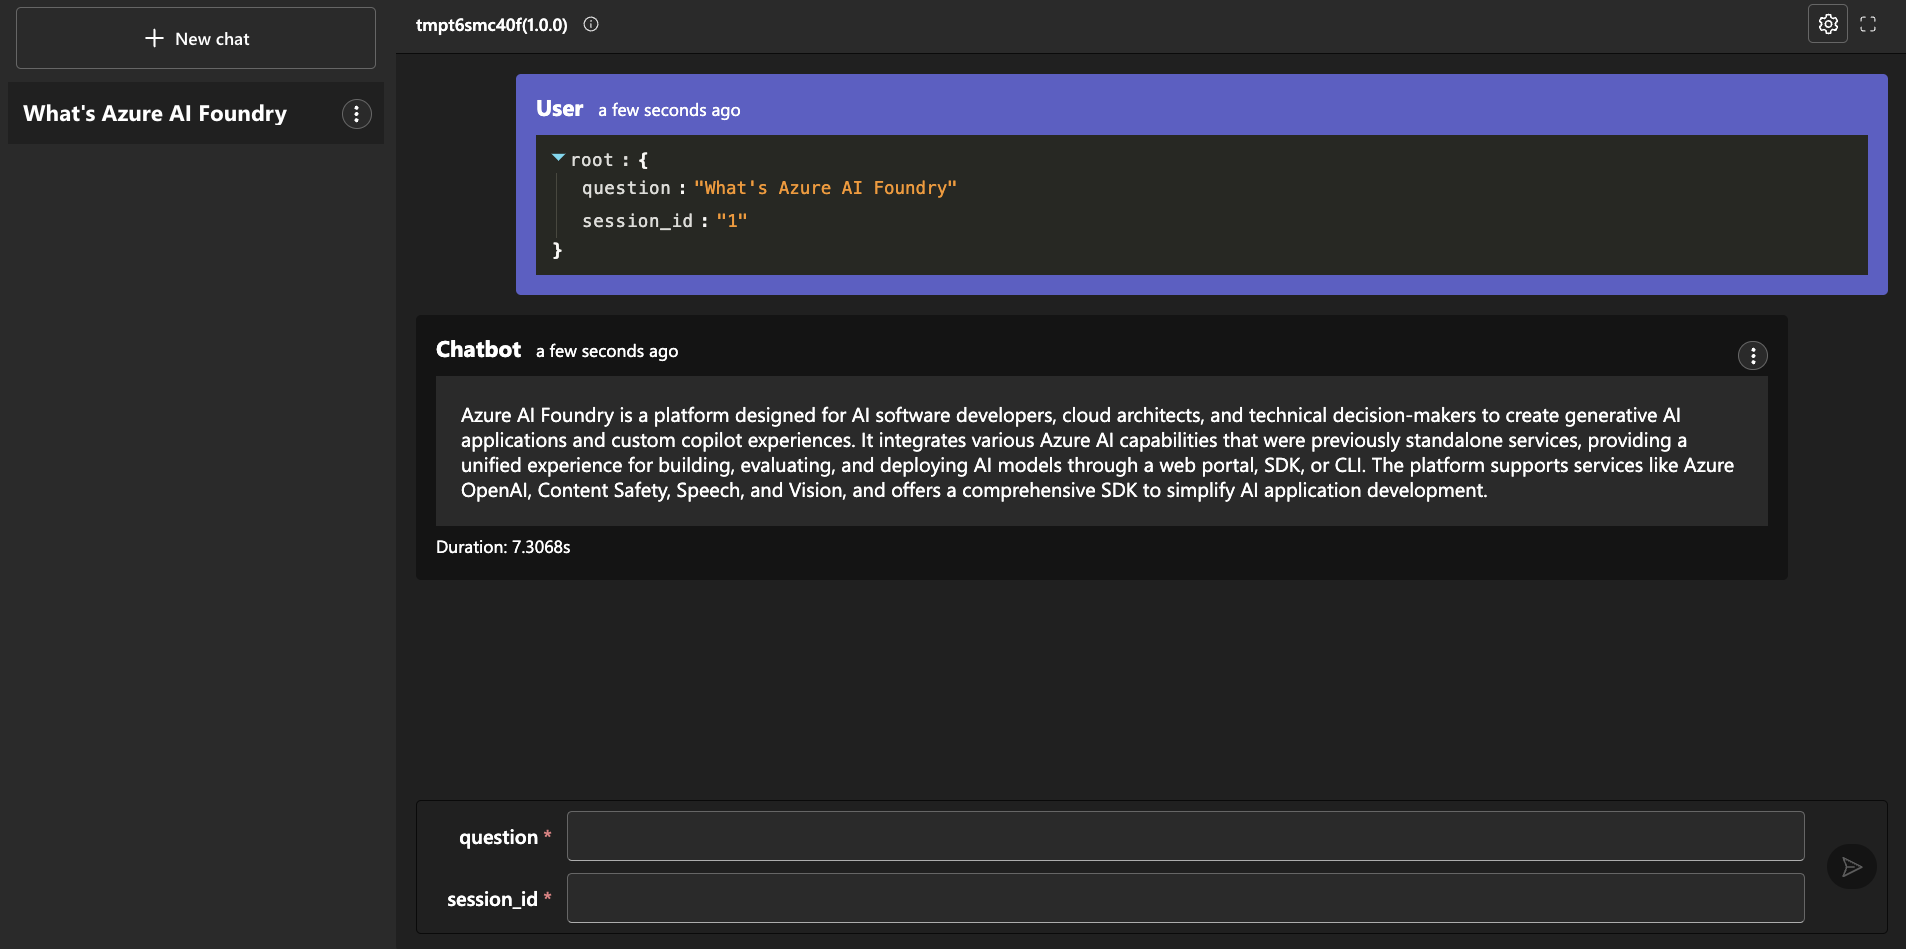 New chat
What's Azure AI Foundry
tmpt6smc40f(1.0.0)
User a few seconds ago
root : {
question : "What's Azure AI Foundry"
session_id : "1"
}
Chatbot a few seconds ago
Azure AI Foundry is a platform designed for AI software developers, cloud architects, and technical decision-makers to create generative AI
applications and custom copilot experiences. It integrates various Azure AI capabilities that were previously standalone services, providing a
unified experience for building, evaluating, and deploying AI models through a web portal, SDK, or CLI. The platform supports services like Azure
OpenAI, Content Safety, Speech, and Vision, and offers a comprehensive SDK to simplify AI application development.
Duration: 7.3068s
question *
session_id *